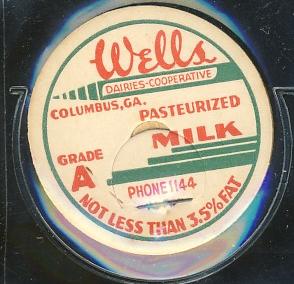 Wells
DAIRIES-COOPERATIVE
COLUMBUS, GA.
PASTEURIZED
MILK
GRADE
A
PHONE 1144
NOT LESS THAN 3.5% FAT